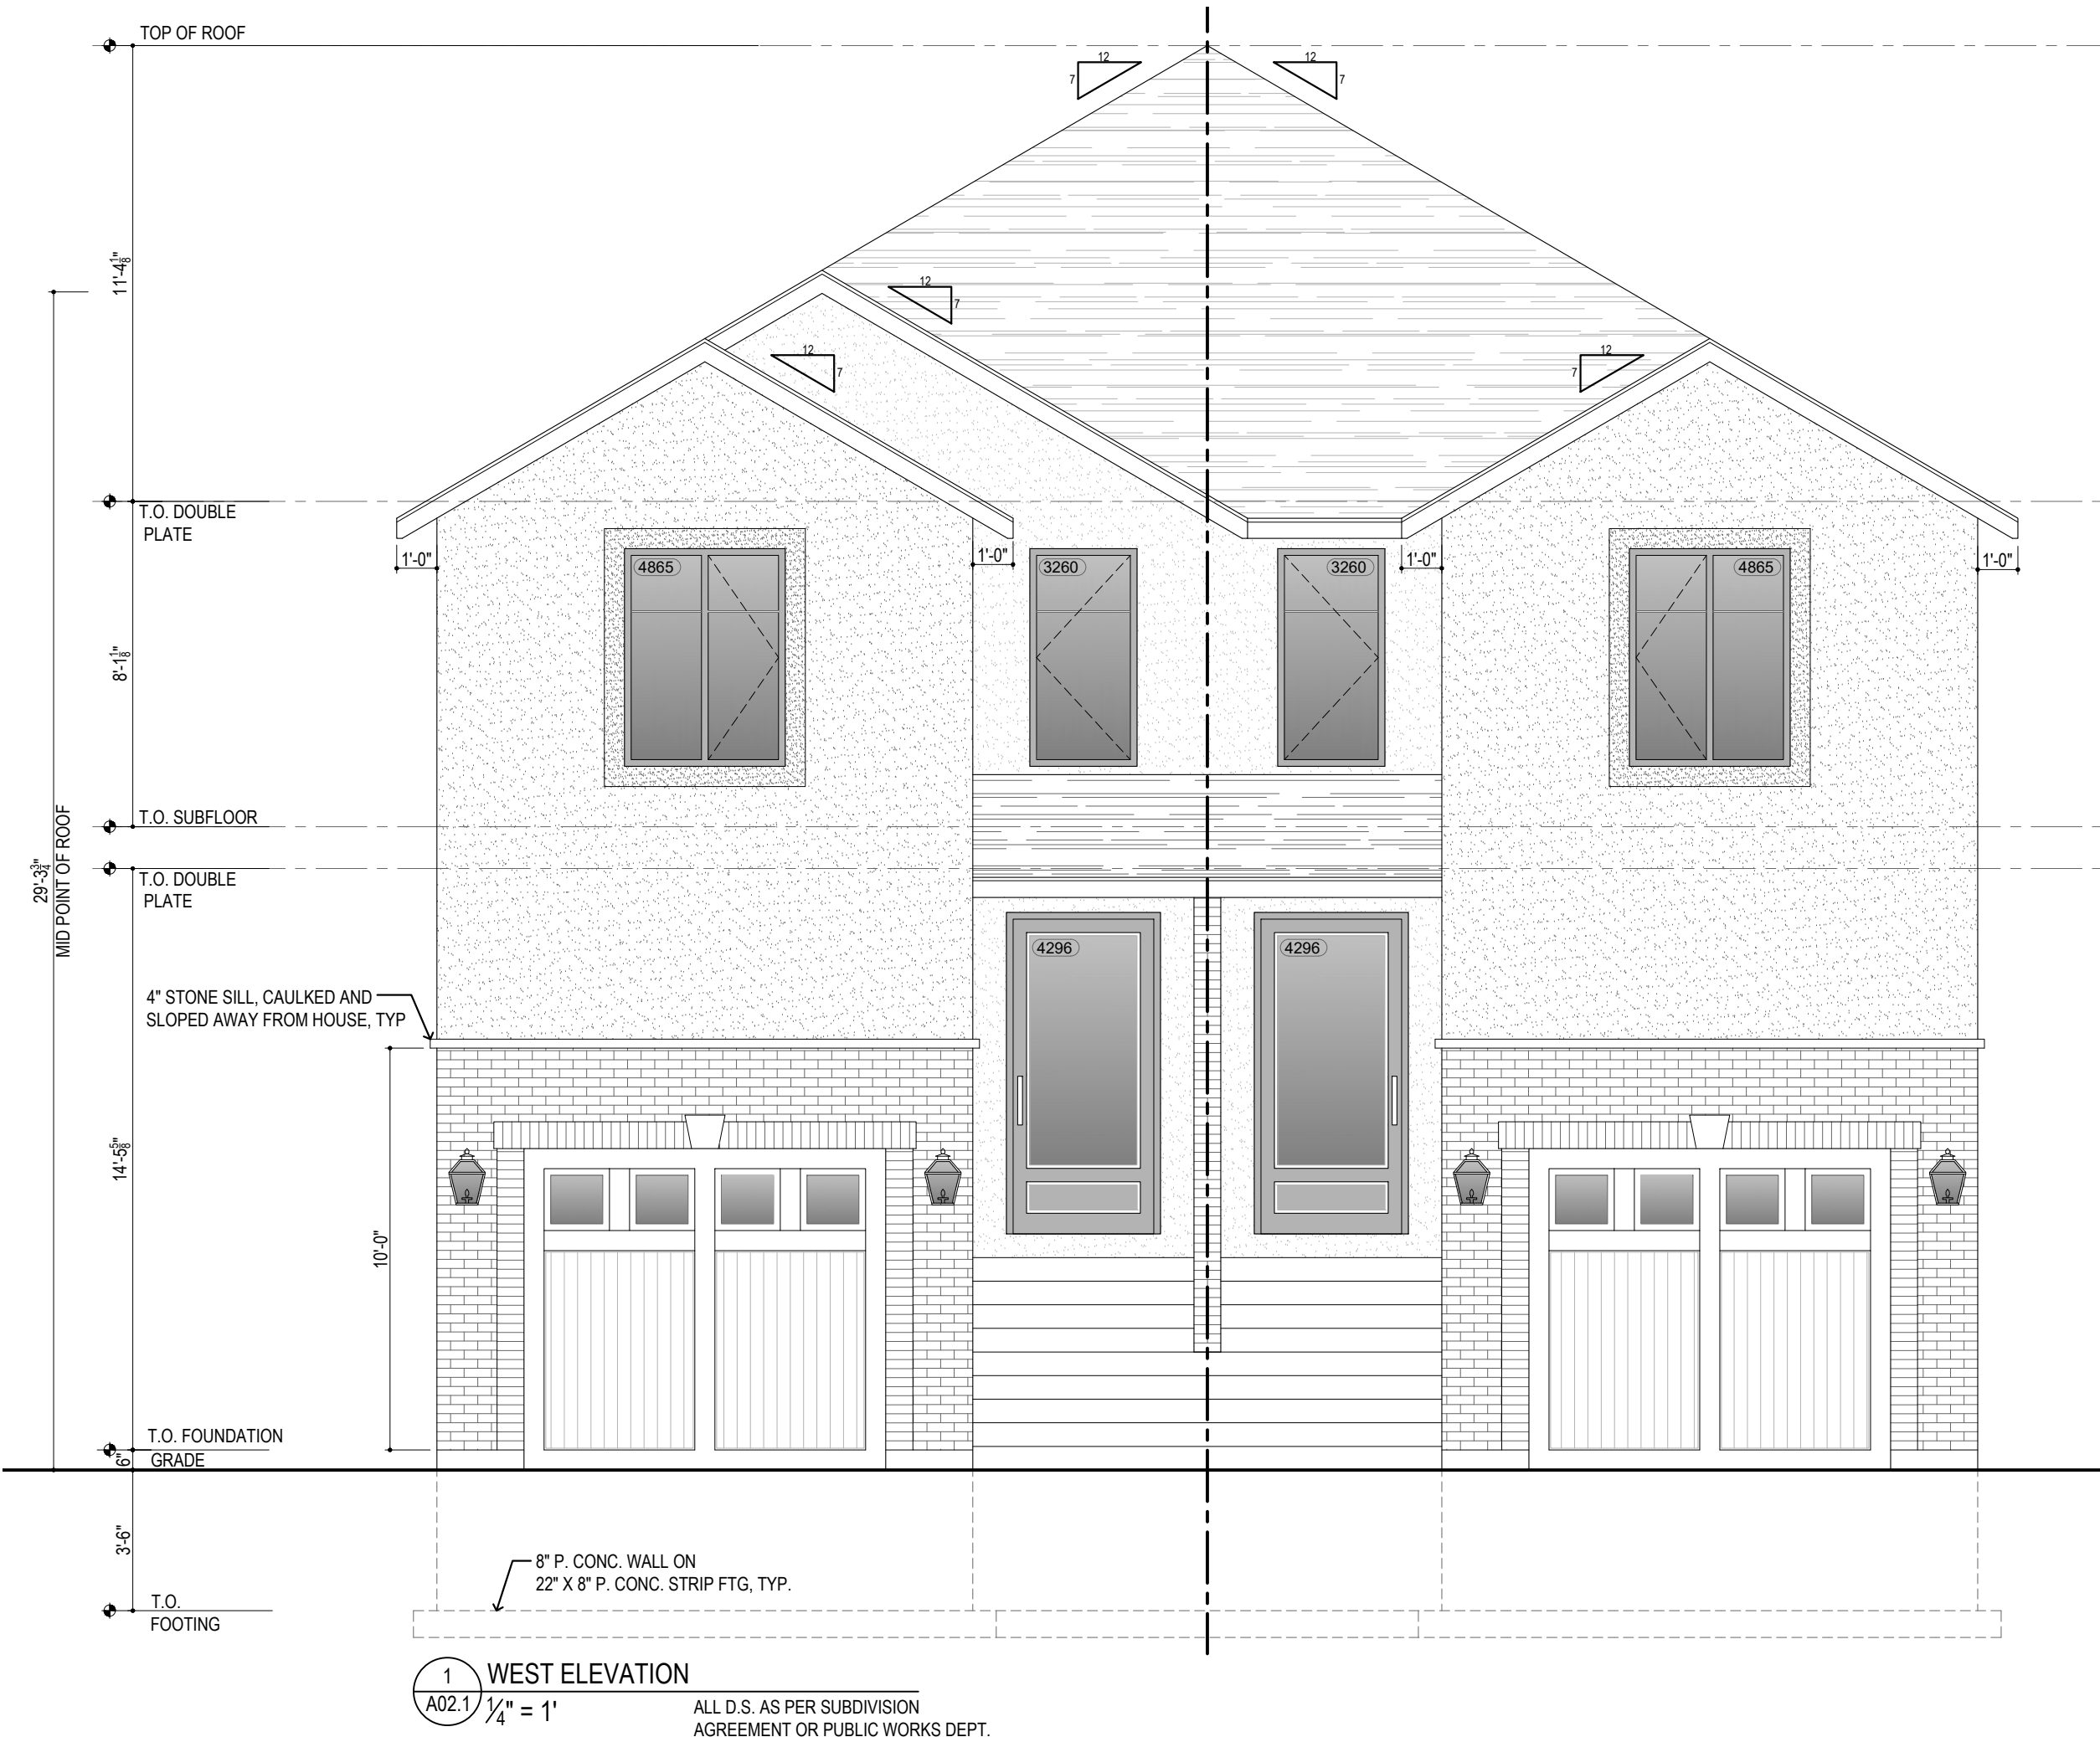 TOP OF ROOF
12
7
12
7
11'-4 1/8"
12
7
12
7
12
7
T.O. DOUBLE
PLATE
1'-0"
1'-0"
1'-0"
1'-0"
4865
3260
3260
4865
8'-1 1/8"
T.O. SUBFLOOR
29'-3 3/4"
MID POINT OF ROOF
T.O. DOUBLE
PLATE
4296
4296
4" STONE SILL, CAULKED AND
SLOPED AWAY FROM HOUSE, TYP
14'-5 5/8"
10'-0"
T.O. FOUNDATION
6"
GRADE
3'-6"
8" P. CONC. WALL ON
22" X 8" P. CONC. STRIP FTG, TYP.
T.O.
FOOTING
1
WEST ELEVATION
A02.1
1/4" = 1'
ALL D.S. AS PER SUBDIVISION
AGREEMENT OR PUBLIC WORKS DEPT.